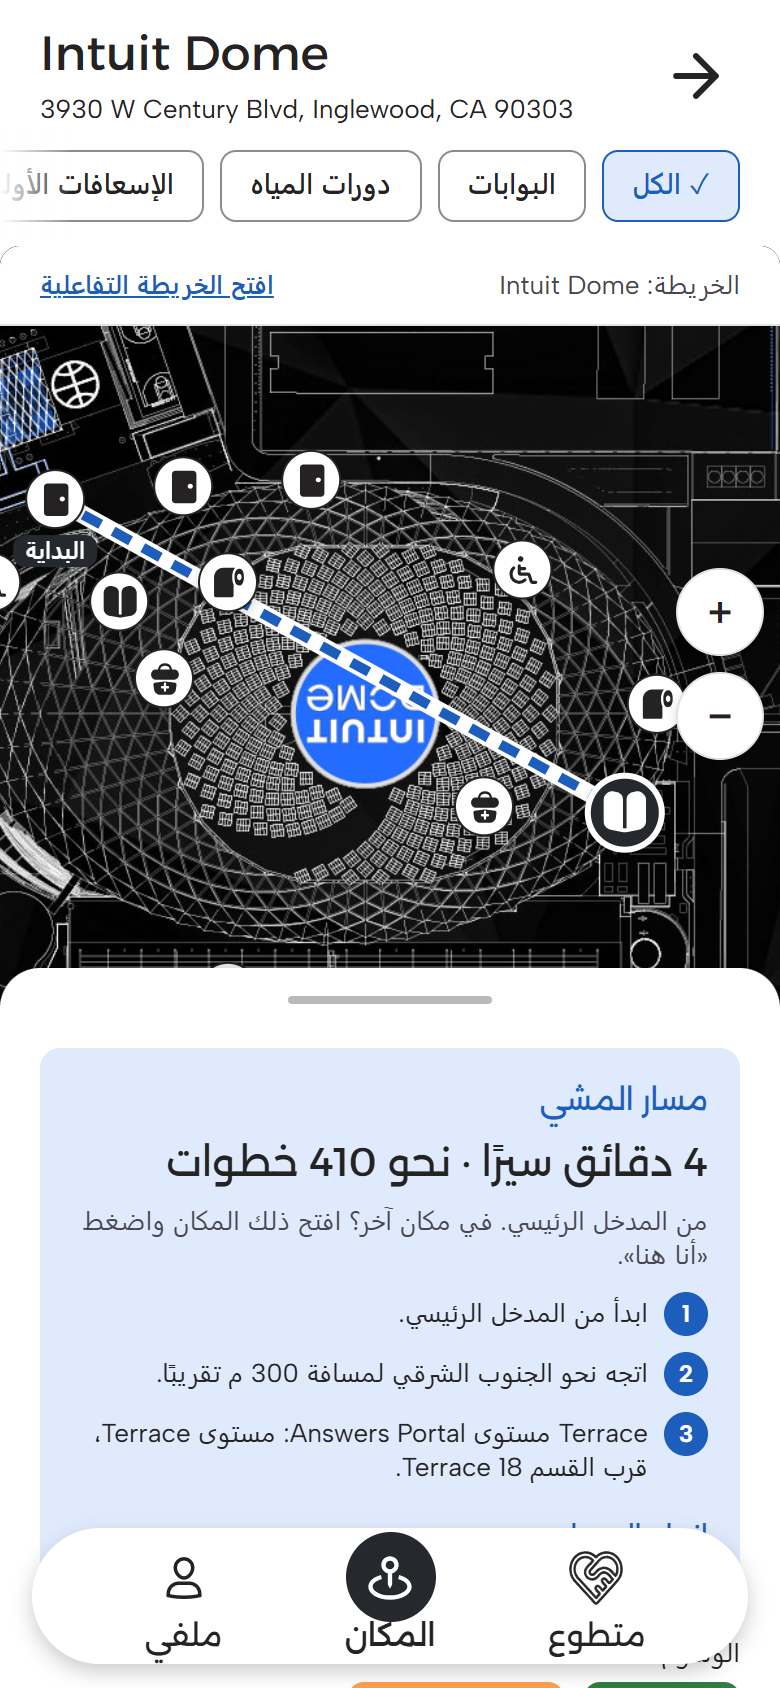 Intuit Dome
3930 W Century Blvd, Inglewood, CA 90303
✓ الكل
البوابات
دورات المياه
الإسعافات
الخريطة: Intuit Dome
افتح الخريطة التفاعلية
البداية
INTUIT
DOME
+
−
مسار المشي
4 دقائق سيرًا · نحو 410 خطوات
من المدخل الرئيسي. في مكان آخر؟ افتح ذلك المكان واضغط
«أنا هنا».
1 ابدأ من المدخل الرئيسي.
2 اتجه نحو الجنوب الشرقي لمسافة 300 م تقريبًا.
3 Terrace مستوى Answers Portal: مستوى Terrace،
قرب القسم Terrace 18.
متطوع
المكان
ملفي